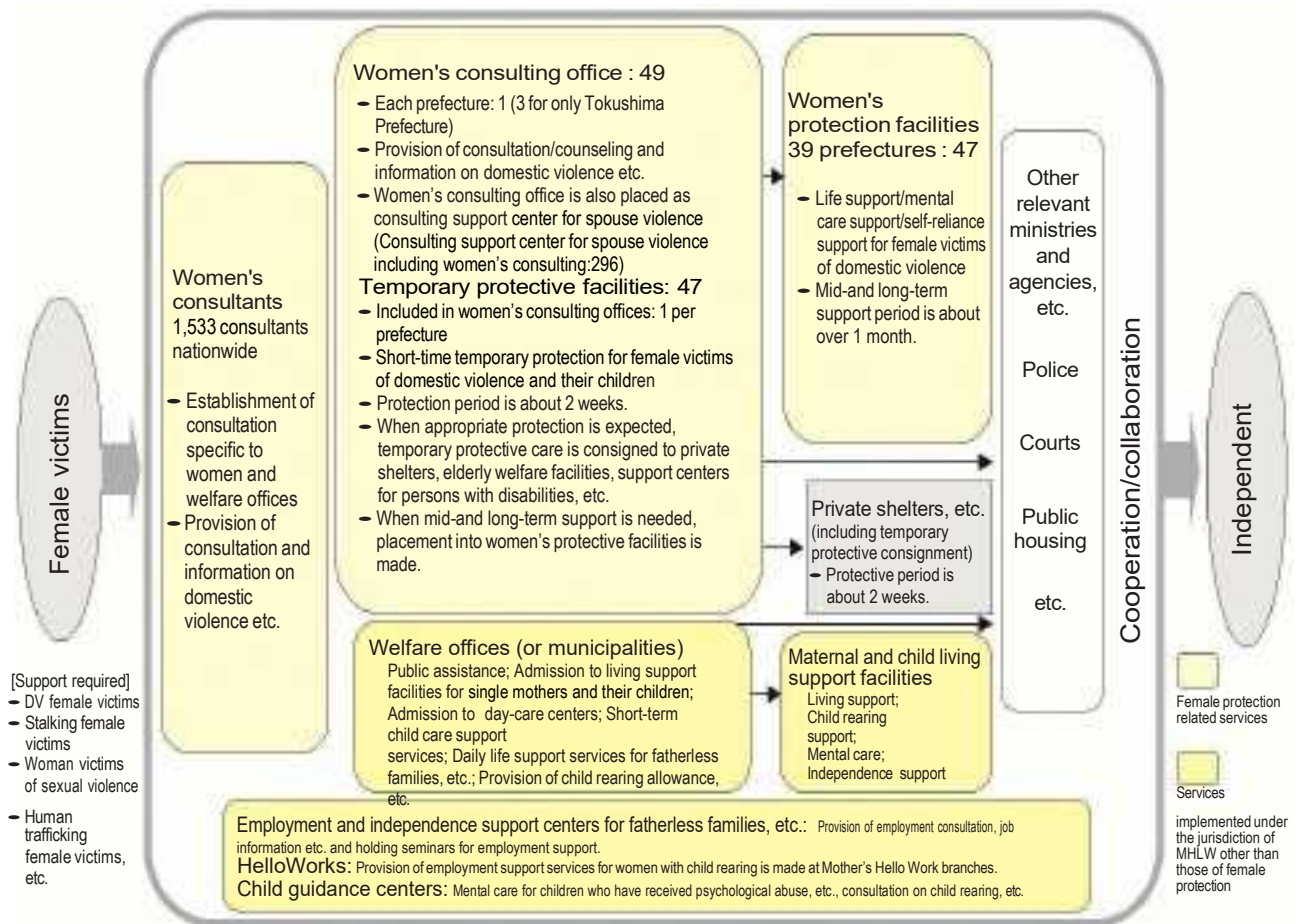 Female victims
[Support required]
- DV female victims
- Stalking female
victims
- Woman victims
of sexual violence
- Human
trafficking
female victims,
etc.
Women's
consultants
1,533 consultants
nationwide
- Establishment of
consultation
specific to
women and
welfare offices
- Provision of
consultation and
information on
domestic
violence etc.
Women's consulting office : 49
- Each prefecture: 1 (3 for only Tokushima
Prefecture)
- Provision of consultation/counseling and
information on domestic violence etc.
- Women's consulting office is also placed as
consulting support center for spouse violence
(Consulting support center for spouse violence
including women's consulting:296)
Temporary protective facilities: 47
- Included in women's consulting offices: 1 per
prefecture
- Short-time temporary protection for female victims
of domestic violence and their children
- Protection period is about 2 weeks.
- When appropriate protection is expected,
temporary protective care is consigned to private
shelters, elderly welfare facilities, support centers
for persons with disabilities, etc.
- When mid-and long-term support is needed,
placement into women's protective facilities is
made.
Women's
protection facilities
39 prefectures : 47
- Life support/mental
care support/self-reliance
support for female victims
of domestic violence
- Mid-and long-term
support period is about
over 1 month.
Private shelters, etc.
(including temporary
protective consignment)
- Protective period is
about 2 weeks.
Welfare offices (or municipalities)
Public assistance; Admission to living support
facilities for single mothers and their children;
Admission to day-care centers; Short-term
child care support
services; Daily life support services for fatherless
families, etc.; Provision of child rearing allowance,
etc.
Maternal and child living
support facilities
Living support;
Child rearing
support;
Mental care;
Independence support
Employment and independence support centers for fatherless families, etc.: Provision of employment consultation, job
information etc. and holding seminars for employment support.
HelloWorks: Provision of employment support services for women with child rearing is made at Mother's Hello Work branches.
Child guidance centers: Mental care for children who have received psychological abuse, etc., consultation on child rearing, etc.
Other
relevant
ministries
and
agencies,
etc.
Police
Courts
Public
housing
etc.
Cooperation/collaboration
Independent
Female protection
related services
Services
implemented under
the jurisdiction of
MHLW other than
those of female
protection